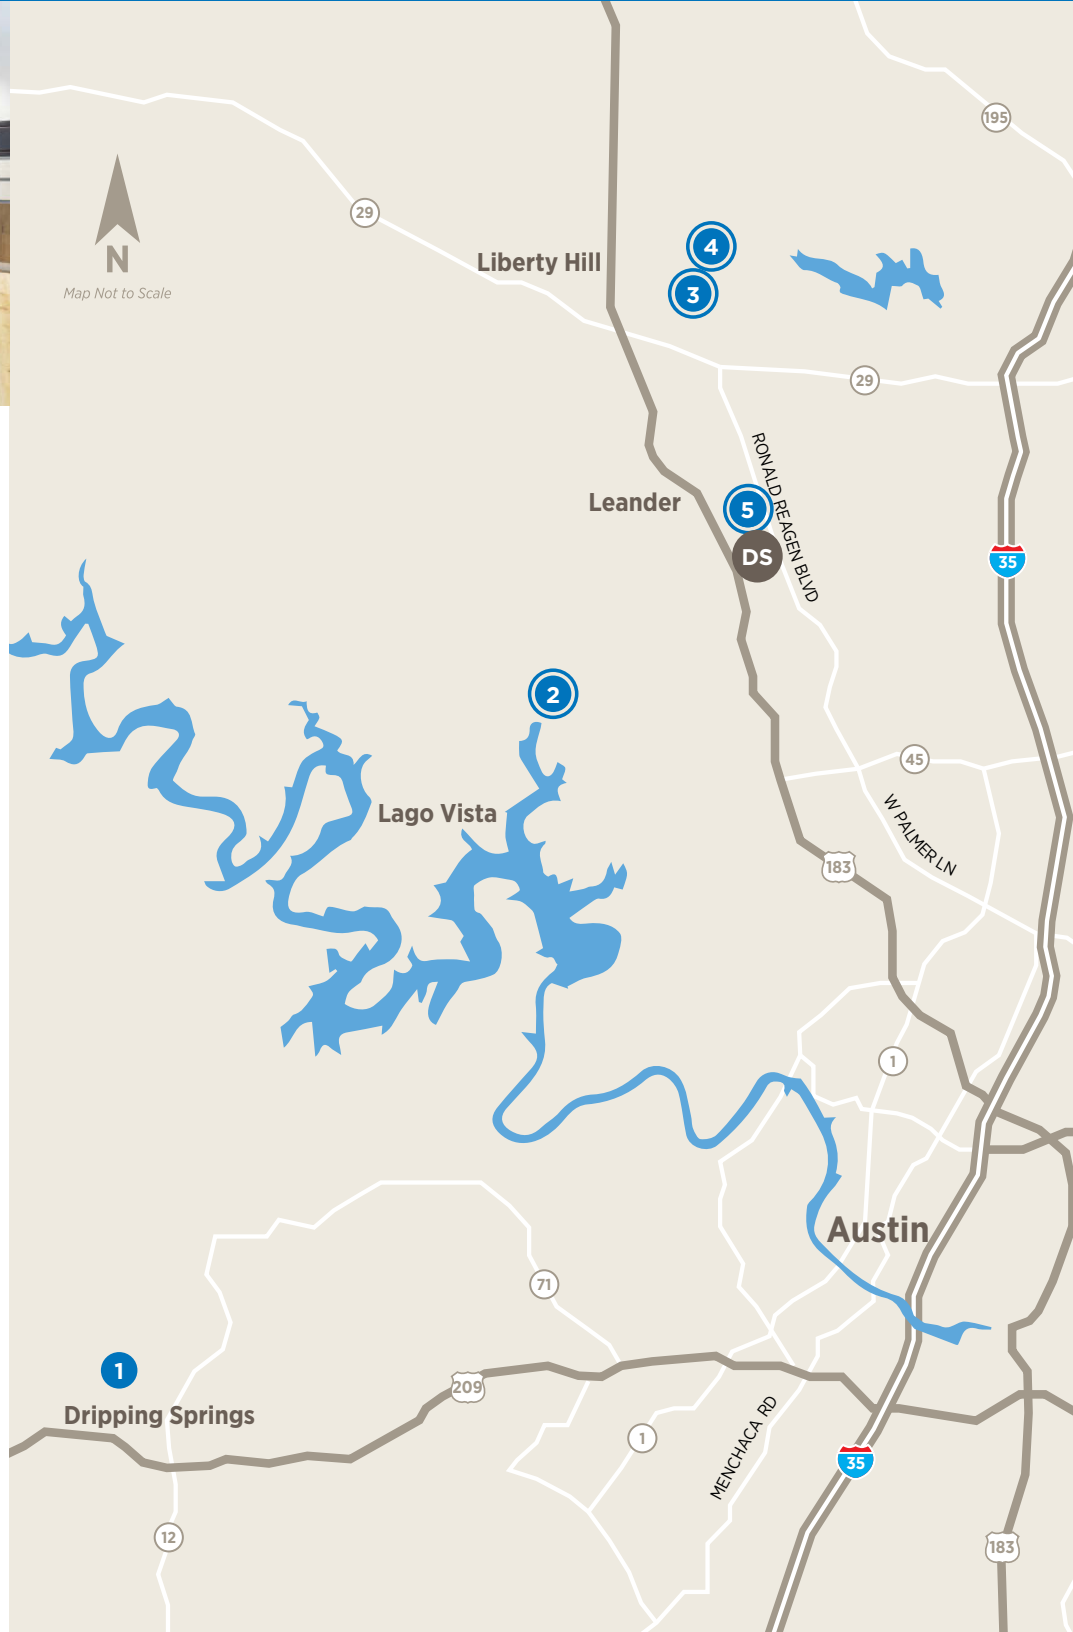 195
29
4
Liberty Hill
N
3
Map Not to Scale
29
RONALD REAGEN BLVD
Leander
5
DS
35
2
45
Lago Vista
W PALMER LN
183
1
Austin
71
1
209
Dripping Springs
MENCHACA RD
1
35
12
183